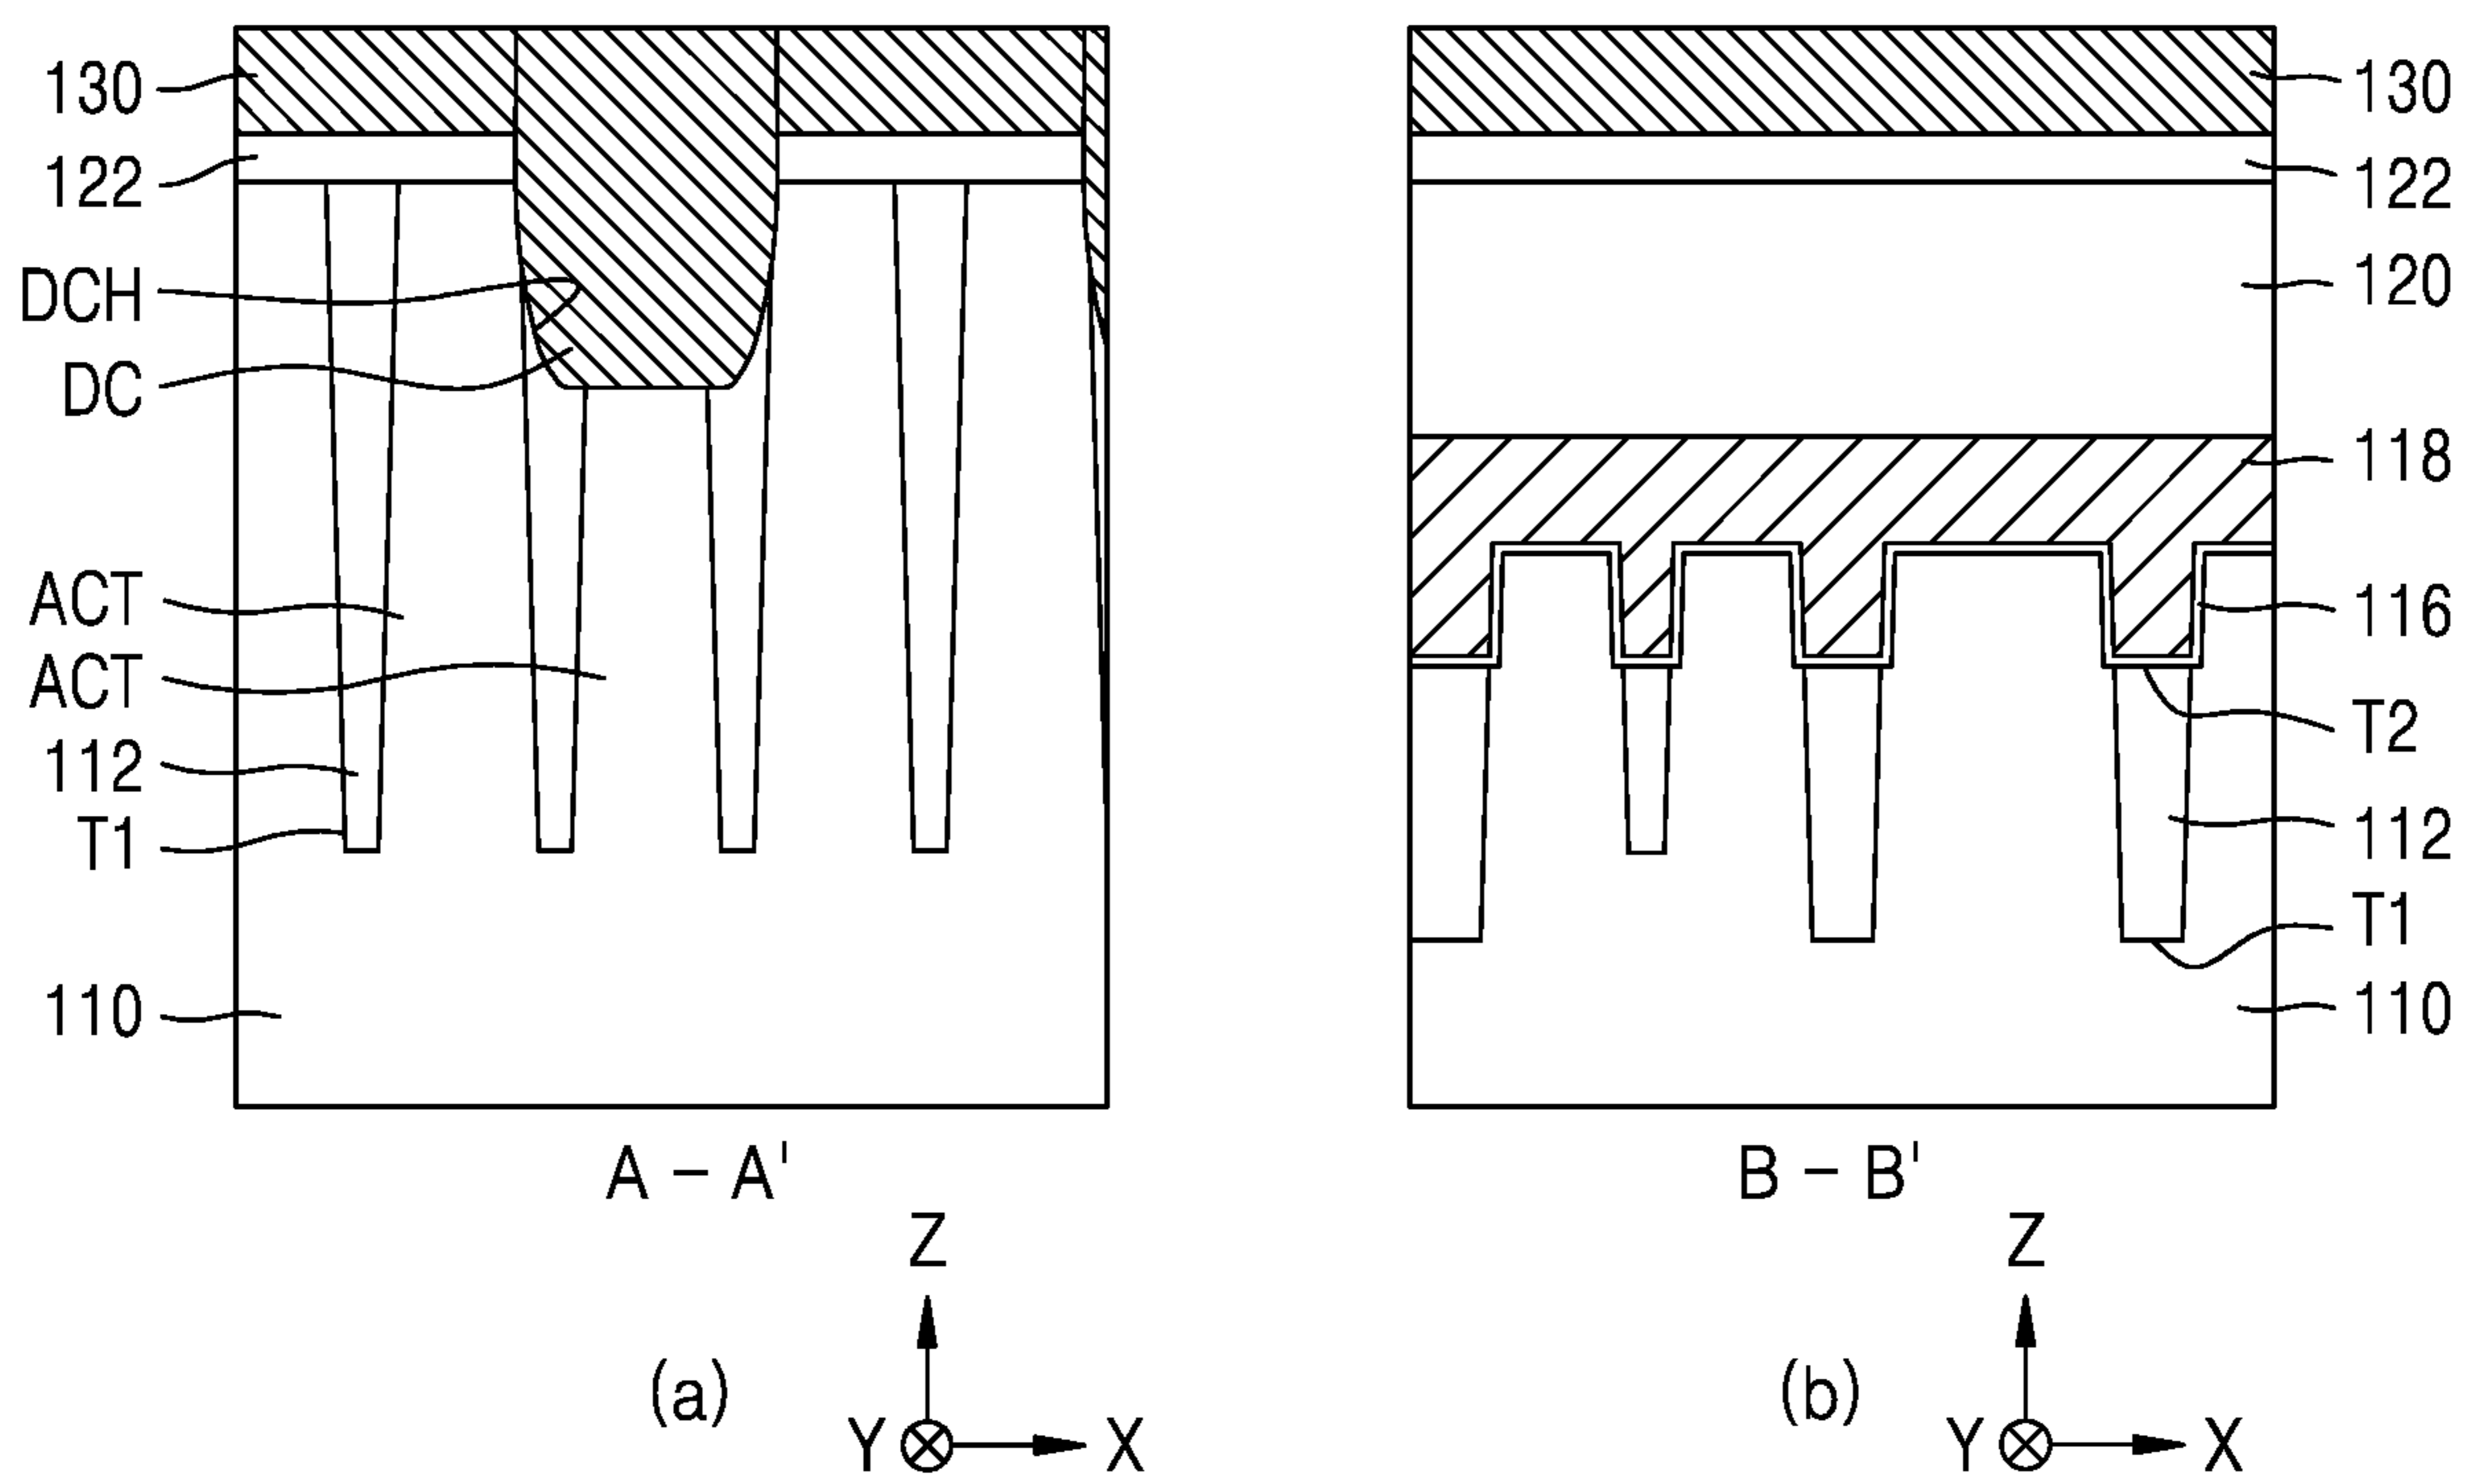 130
122
DCH
DC
ACT
ACT
112
T1
110
A – A'
(a)
Z
Y
X
130
122
120
118
116
T2
112
T1
110
B – B'
(b)
Z
Y
X